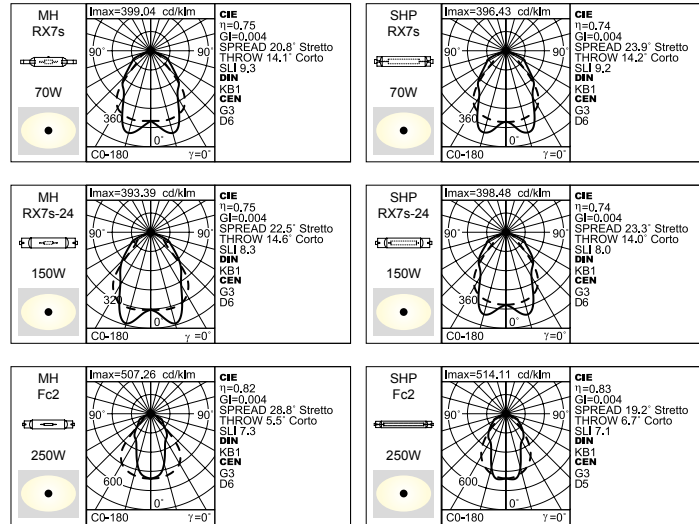 MH
RX7s
70W
Imax=399.04 cd/klm
90° 90°
360
0°
C0-180 γ=0°
CIE
η=0.75
GI=0.004
SPREAD 20.8° Stretto
THROW 14.1° Corto
SLI 9.3
DIN
KB1
CEN
G3
D6
SHP
RX7s
70W
Imax=396.43 cd/klm
90° 90°
360
0°
C0-180 γ=0°
CIE
η=0.74
GI=0.004
SPREAD 23.9° Stretto
THROW 14.2° Corto
SLI 9.2
DIN
KB1
CEN
G3
D6
MH
RX7s-24
150W
Imax=393.39 cd/klm
90° 90°
320
0°
C0-180 γ=0°
CIE
η=0.75
GI=0.004
SPREAD 22.5° Stretto
THROW 14.6° Corto
SLI 8.3
DIN
KB1
CEN
G3
D6
SHP
RX7s-24
150W
Imax=398.48 cd/klm
90° 90°
360
0°
C0-180 γ=0°
CIE
η=0.74
GI=0.004
SPREAD 23.3° Stretto
THROW 14.0° Corto
SLI 8.0
DIN
KB1
CEN
G3
D6
MH
Fc2
250W
Imax=507.26 cd/klm
90° 90°
600
0°
C0-180 γ=0°
CIE
η=0.82
GI=0.004
SPREAD 28.8° Stretto
THROW 5.5° Corto
SLI 7.3
DIN
KB1
CEN
G3
D6
SHP
Fc2
250W
Imax=514.11 cd/klm
90° 90°
600
0°
C0-180 γ=0°
CIE
η=0.83
GI=0.004
SPREAD 19.2° Stretto
THROW 6.7° Corto
SLI 7.1
DIN
KB1
CEN
G3
D5